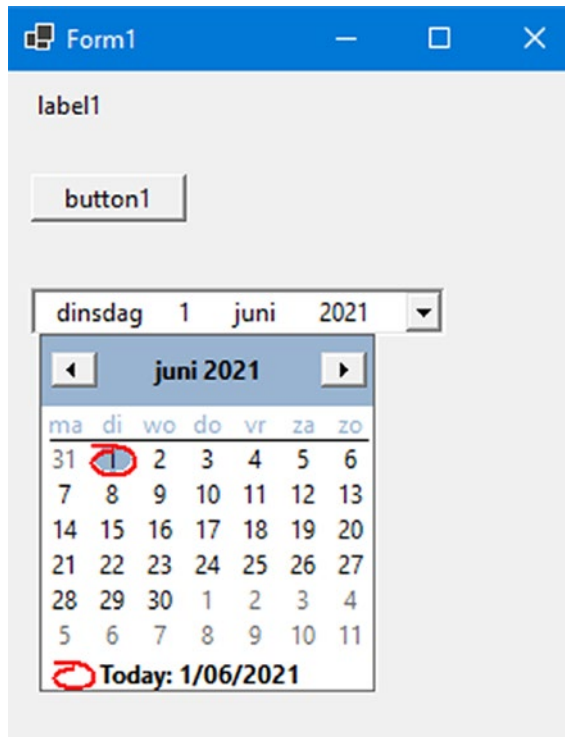 Form1
label1
button1
dinsdag 1 juni 2021
juni 2021
ma di wo do vr za zo
31 1 2 3 4 5 6
7 8 9 10 11 12 13
14 15 16 17 18 19 20
21 22 23 24 25 26 27
28 29 30 1 2 3 4
5 6 7 8 9 10 11
Today: 1/06/2021